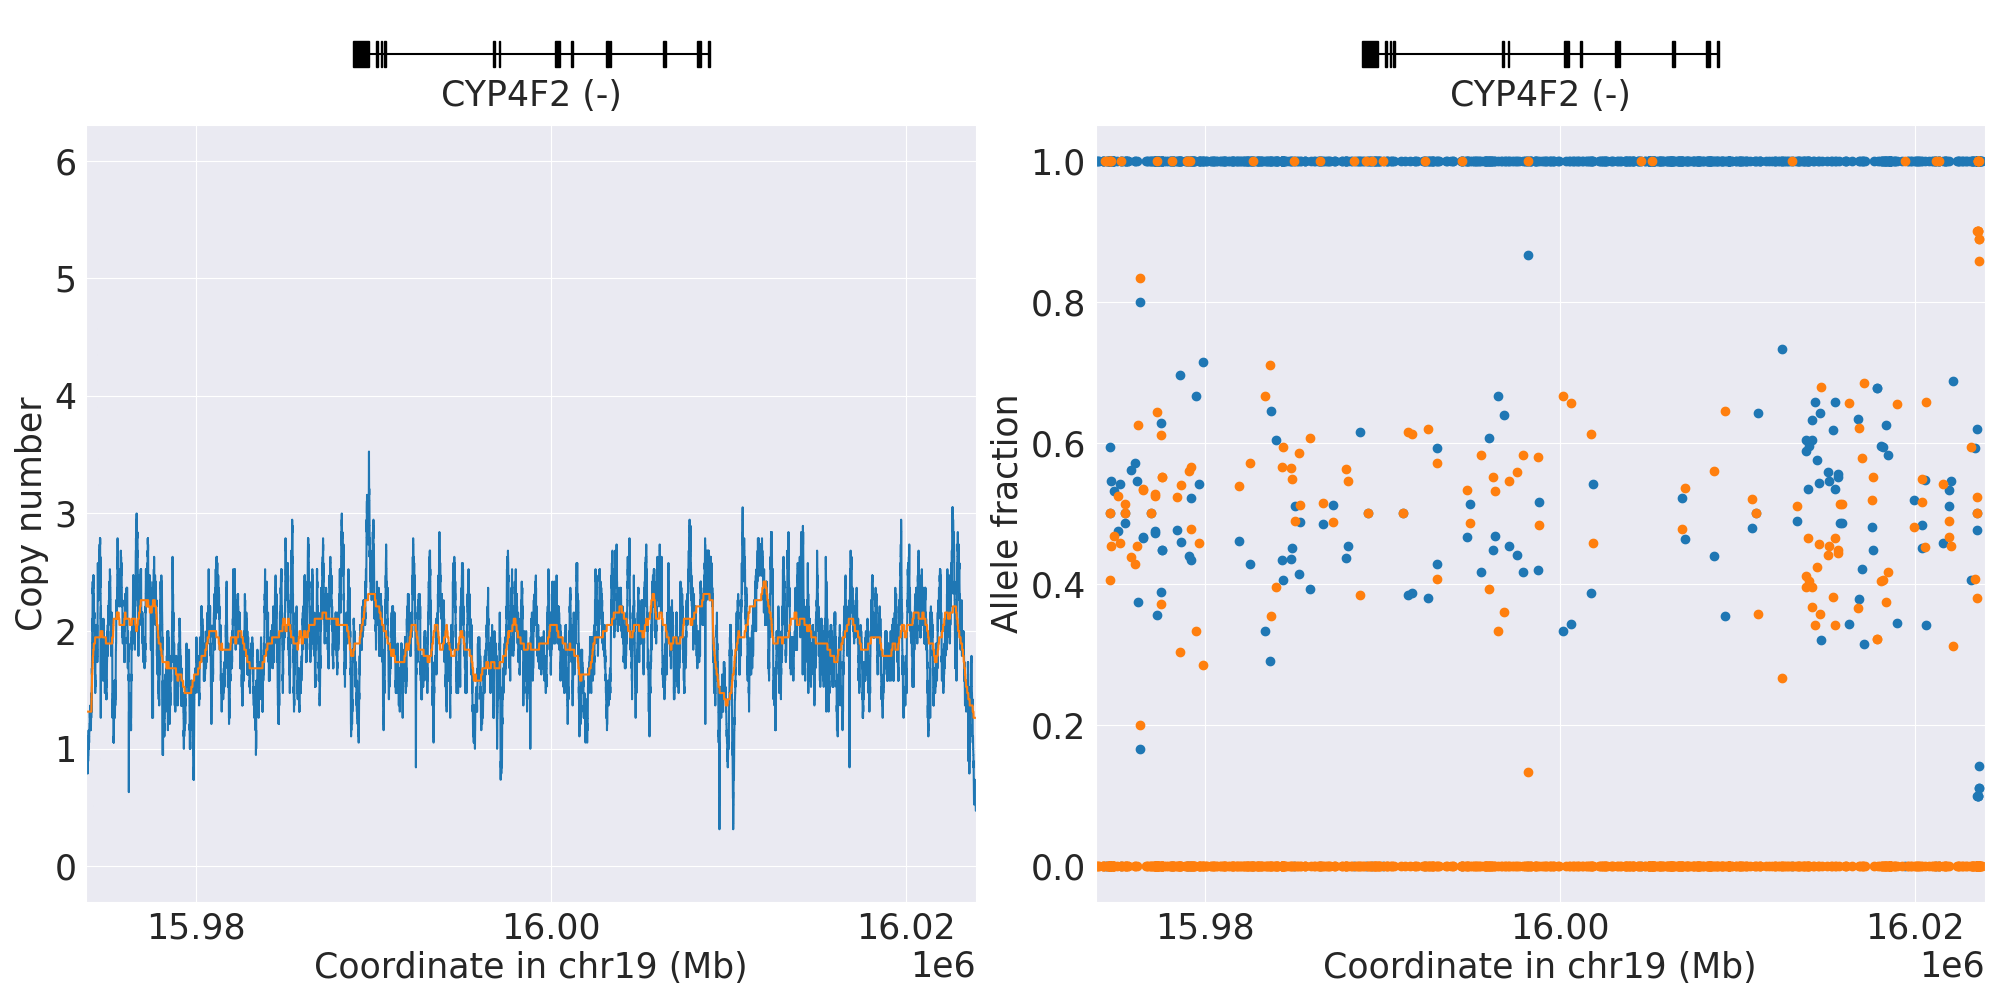 CYP4F2 (-)
6
5
4
3
2
1
0
Copy number
15.98
16.00
16.02
Coordinate in chr19 (Mb)
1e6
CYP4F2 (-)
1.0
0.8
0.6
0.4
0.2
0.0
Allele fraction
15.98
16.00
16.02
Coordinate in chr19 (Mb)
1e6